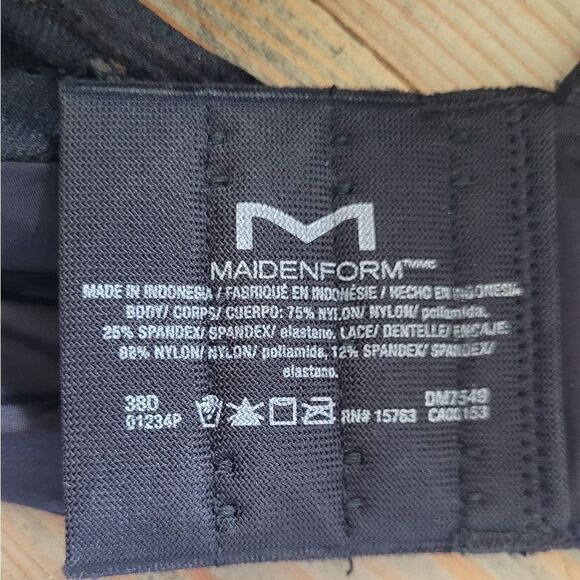 M
MAIDENFORM™MC
MADE IN INDONESIA / FABRIQUÉ EN INDONÉSIE / HECHO EN INDONESIA
BODY/ CORPS/ CUERPO: 75% NYLON/ NYLON/ poliamida,
25% SPANDEX/ SPANDEX/ elastano, LACE/ DENTELLE/ ENCAJE:
88% NYLON/ NYLON/ poliamida, 12% SPANDEX/ SPANDEX/
elastano.
38D
01234P
RN# 15763
DM7549
CA00153